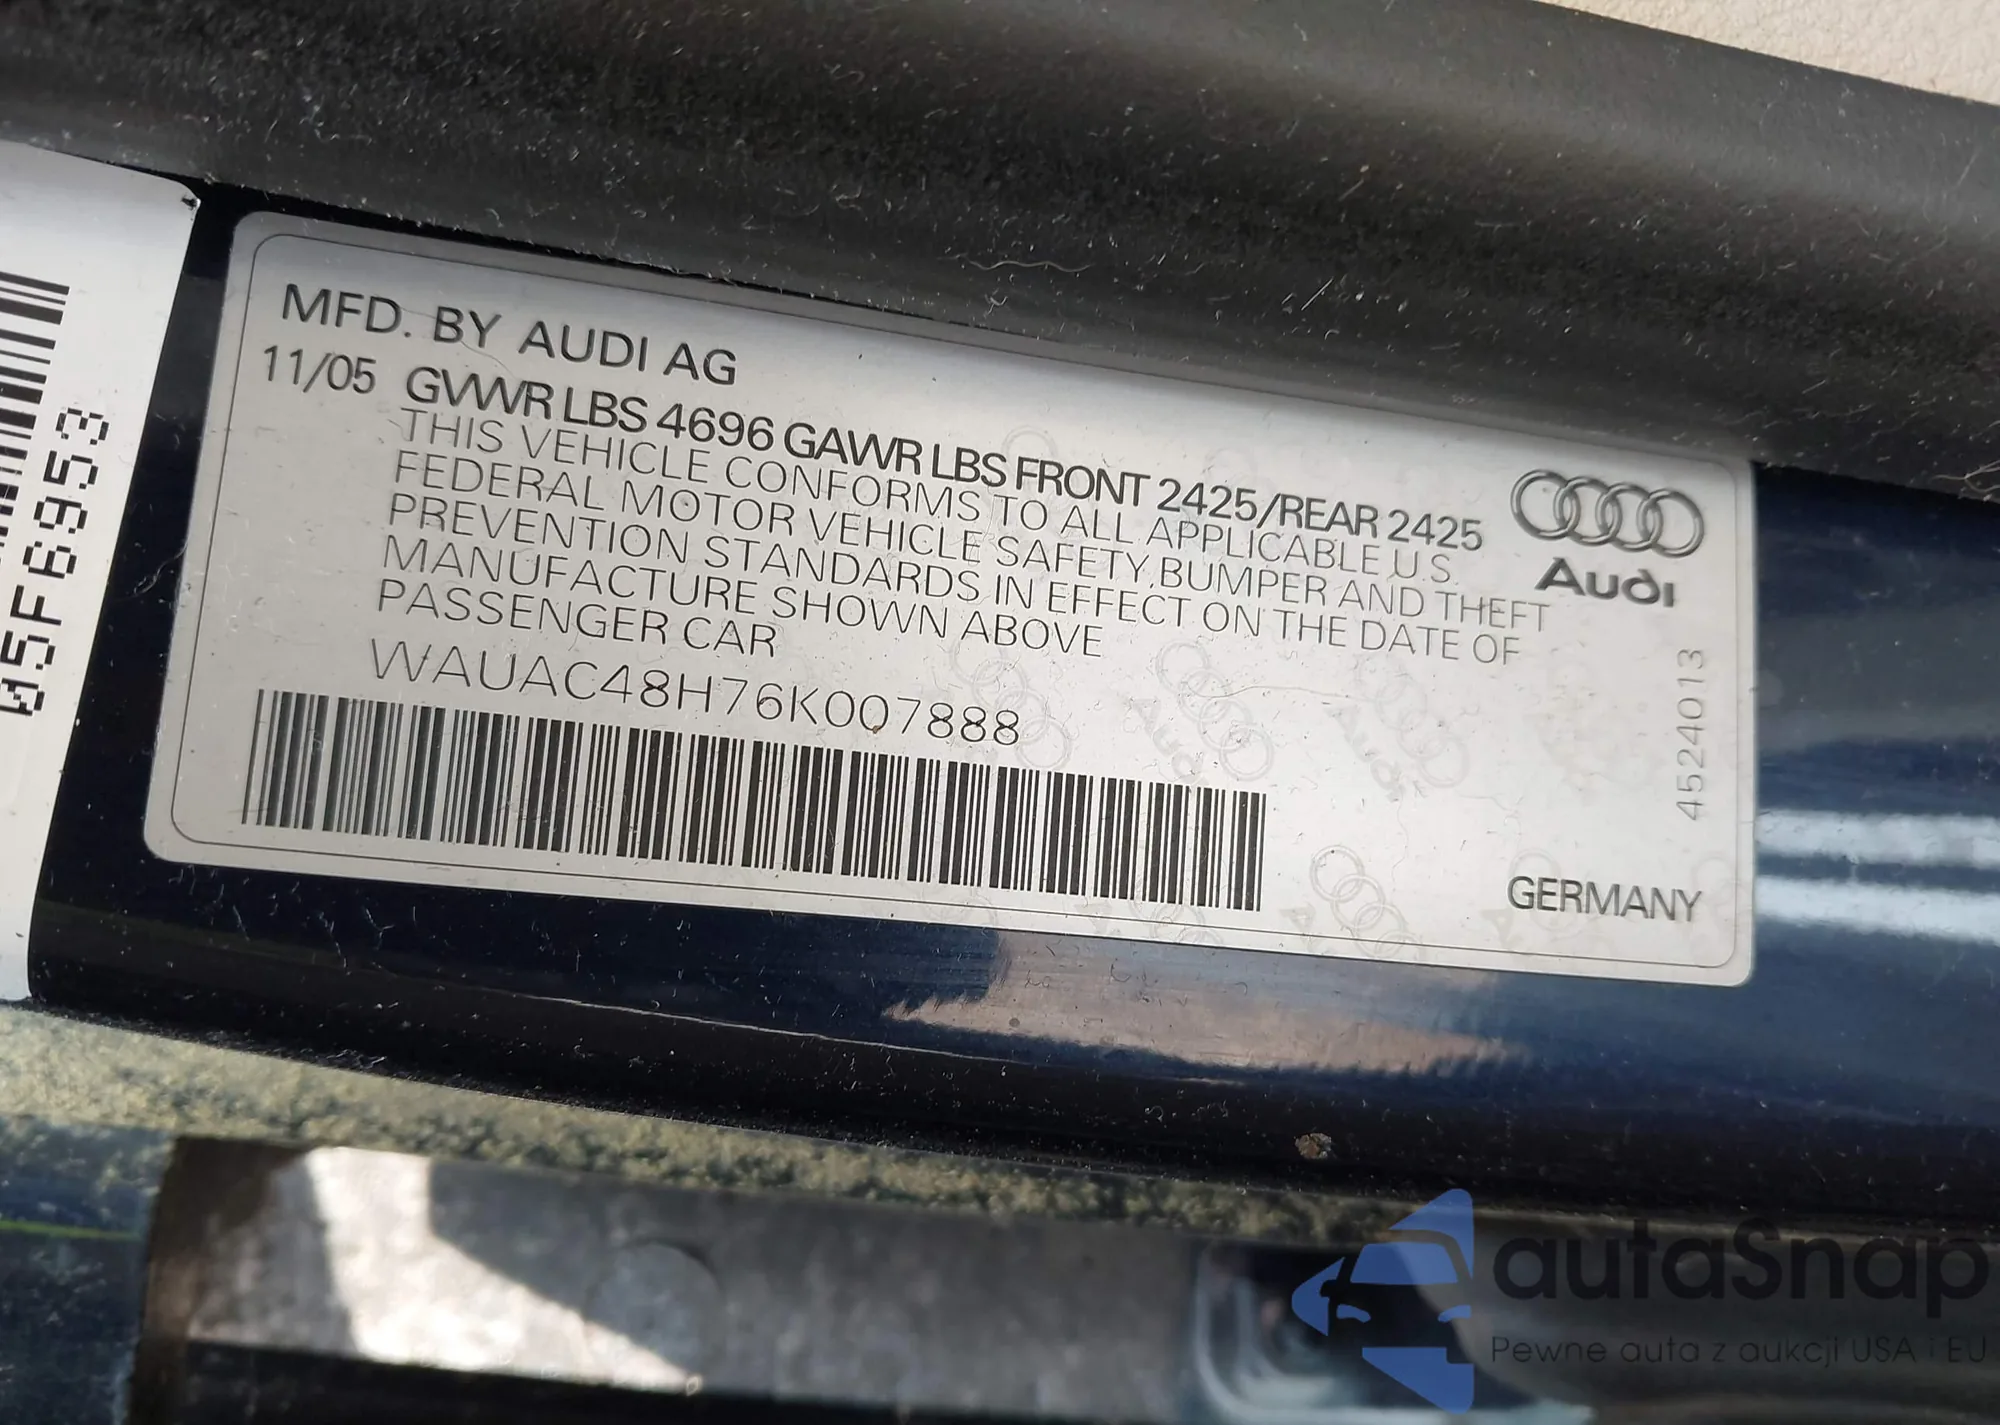 MFD. BY AUDI AG
11/05 GVWR LBS 4696 GAWR LBS FRONT 2425/REAR 2425
THIS VEHICLE CONFORMS TO ALL APPLICABLE U.S.
FEDERAL MOTOR VEHICLE SAFETY, BUMPER AND THEFT
PREVENTION STANDARDS IN EFFECT ON THE DATE OF
MANUFACTURE SHOWN ABOVE
PASSENGER CAR
WAUAC48H76K007888
Audi
4524013
GERMANY
05F6953
autaSnap
Pewne auta z aukcji USA i EU